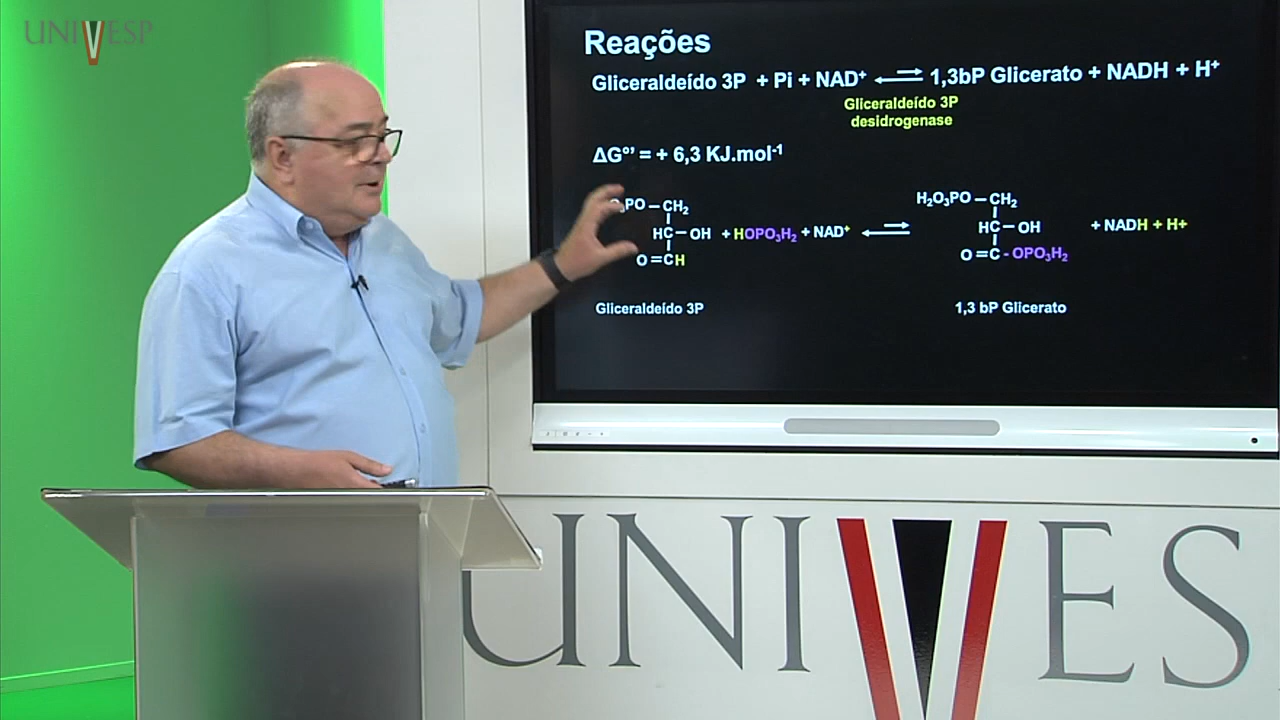 UNIVESP
Reações
Gliceraldeído 3P + Pi + NAD⁺ ⇌ 1,3bP Glicerato + NADH + H⁺
Gliceraldeído 3P
desidrogenase
ΔG°' = + 6,3 KJ.mol⁻¹
₃PO – CH₂
HC – OH + HOPO₃H₂ + NAD⁺ ⇌
O = CH
H₂O₃PO – CH₂
HC – OH + NADH + H+
O = C - OPO₃H₂
Gliceraldeído 3P
1,3 bP Glicerato
UNIVES